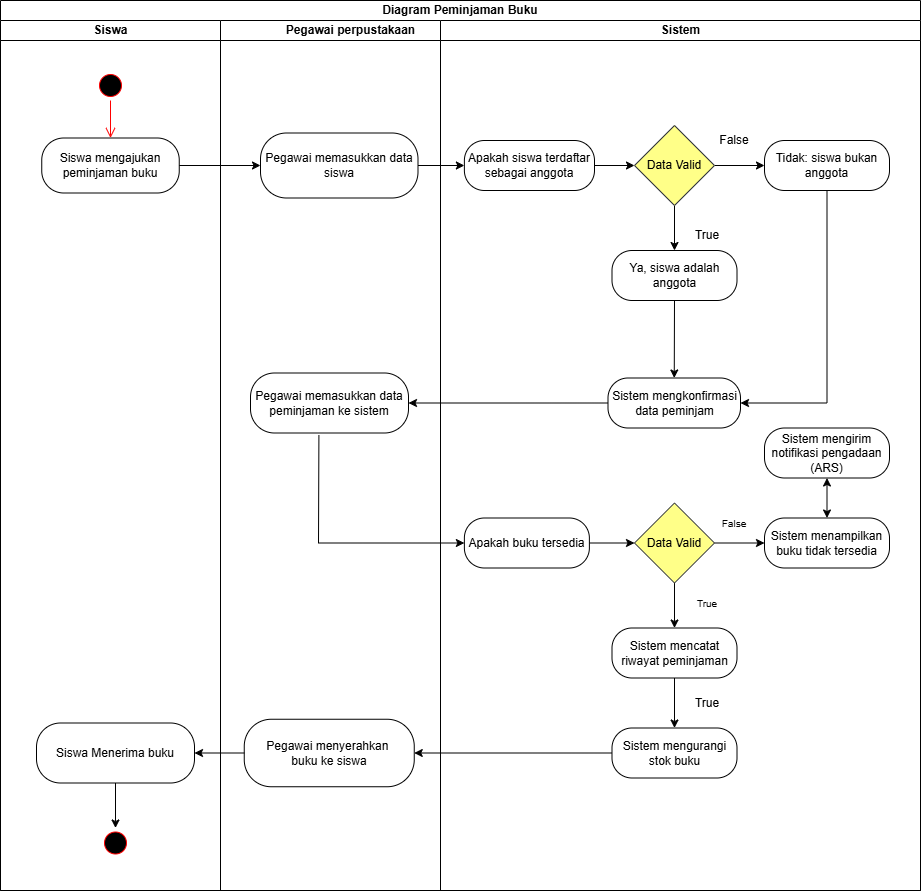 Diagram Peminjaman Buku
Siswa
Pegawai perpustakaan
Sistem
Siswa mengajukan
peminjaman buku
Pegawai memasukkan data
siswa
Apakah siswa terdaftar
sebagai anggota
Data Valid
False
Tidak: siswa bukan
anggota
True
Ya, siswa adalah
anggota
Pegawai memasukkan data
peminjaman ke sistem
Sistem mengkonfirmasi
data peminjam
Sistem mengirim
notifikasi pengadaan
(ARS)
Apakah buku tersedia
Data Valid
False
Sistem menampilkan
buku tidak tersedia
True
Sistem mencatat
riwayat peminjaman
True
Siswa Menerima buku
Pegawai menyerahkan
buku ke siswa
Sistem mengurangi
stok buku